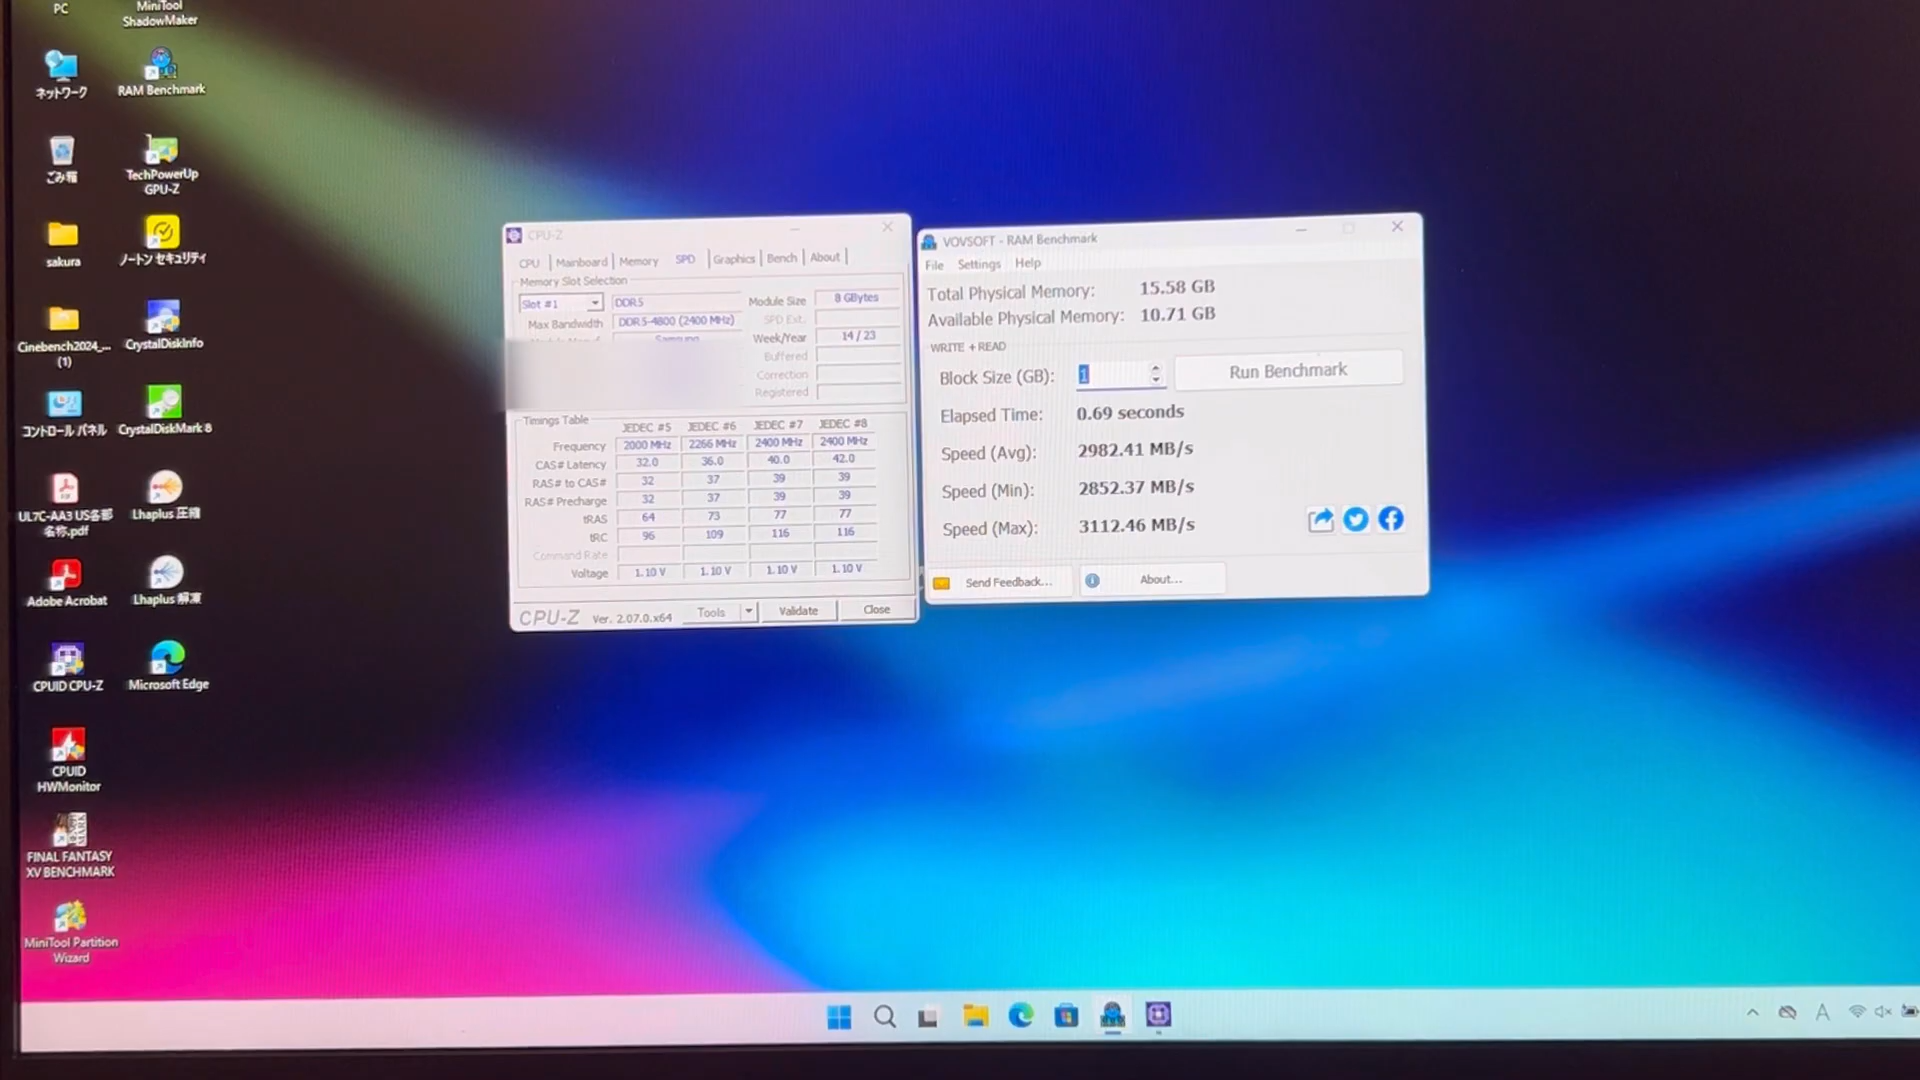 PC
MiniTool
ShadowMaker
ネットワーク
RAM Benchmark
ごみ箱
TechPowerUp
GPU-Z
sakura
ノートン セキュリティ
Cinebench2024_...
(1)
CrystalDiskInfo
コントロール パネル
CrystalDiskMark 8
UL7C-AA3 US各部
名称.pdf
Lhaplus 圧縮
Adobe Acrobat
Lhaplus 解凍
CPUID CPU-Z
Microsoft Edge
CPUID
HWMonitor
FINAL FANTASY
XV BENCHMARK
MiniTool Partition
Wizard
CPU-Z
CPU Mainboard Memory SPD Graphics Bench About
Memory Slot Selection
Slot #1 DDR5 Module Size 8 GBytes
Max Bandwidth DDR5-4800 (2400 MHz) SPD Ext.
Samsung Week/Year 14 / 23
Buffered
Correction
Registered
Timings Table
JEDEC #5 JEDEC #6 JEDEC #7 JEDEC #8
Frequency 2000 MHz 2266 MHz 2400 MHz 2400 MHz
CAS# Latency 32.0 36.0 40.0 42.0
RAS# to CAS# 32 37 39 39
RAS# Precharge 32 37 39 39
tRAS 64 73 77 77
tRC 96 109 116 116
Command Rate
Voltage 1.10 V 1.10 V 1.10 V 1.10 V
CPU-Z Ver. 2.07.0.x64 Tools Validate Close
VOVSOFT - RAM Benchmark
File Settings Help
Total Physical Memory: 15.58 GB
Available Physical Memory: 10.71 GB
WRITE + READ
Block Size (GB): 1 Run Benchmark
Elapsed Time: 0.69 seconds
Speed (Avg): 2982.41 MB/s
Speed (Min): 2852.37 MB/s
Speed (Max): 3112.46 MB/s
Send Feedback... About...
A